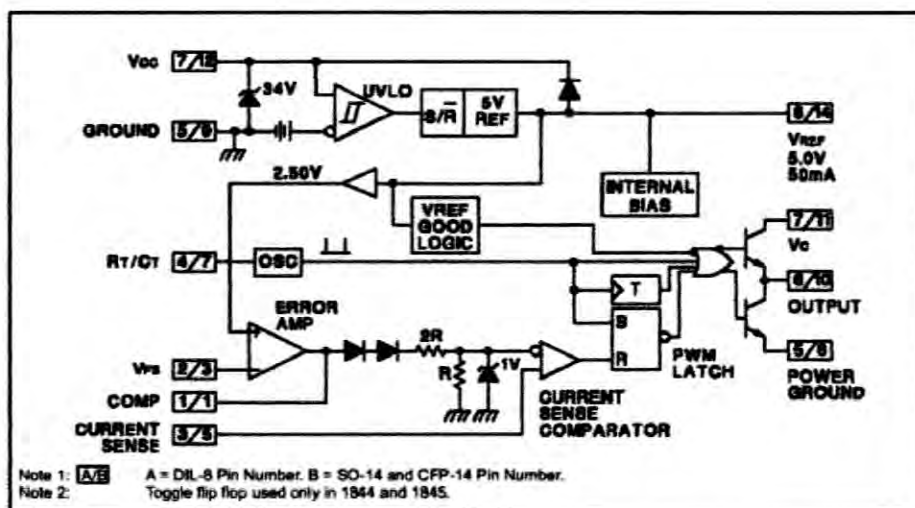 Vcc 7/12
34V
UVLO
S/R̅
5V
REF
8/14
GROUND 5/9
VREF
5.0V
50mA
2.50V
INTERNAL
BIAS
VREF
GOOD
LOGIC
7/11
Vc
RT/CT 4/7
OSC
T
6/10
OUTPUT
ERROR
AMP
2R
S
R
PWM
LATCH
1V
R
VFB 2/3
5/8
POWER
GROUND
COMP 1/1
CURRENT
SENSE
COMPARATOR
CURRENT
SENSE 3/5
Note 1: A/B A = DIL-8 Pin Number. B = SO-14 and CFP-14 Pin Number.
Note 2: Toggle flip flop used only in 1844 and 1845.